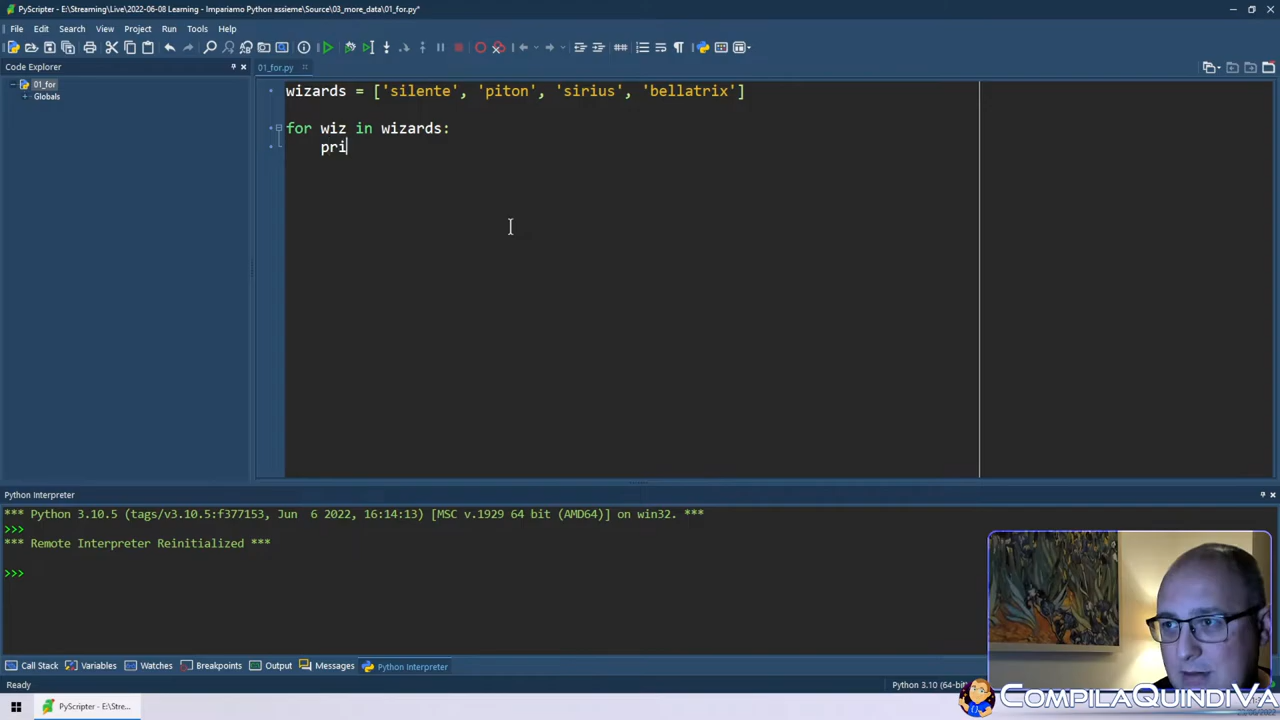 PyScripter - E:\Streaming\Live\2022-06-08 Learning - Impariamo Python assieme\Source\03_more_data\01_for.py*
File Edit Search View Project Run Tools Help
Code Explorer
01_for.py
01_for
Globals
wizards = ['silente', 'piton', 'sirius', 'bellatrix']
for wiz in wizards:
pri
Python Interpreter
*** Python 3.10.5 (tags/v3.10.5:f377153, Jun 6 2022, 16:14:13) [MSC v.1929 64 bit (AMD64)] on win32. ***
>>>
*** Remote Interpreter Reinitialized ***
>>>
Call Stack Variables Watches Breakpoints Output Messages Python Interpreter
Ready
Python 3.10 (64-bit)
COMPILAQUINDIVA
PyScripter - E:\Stre...